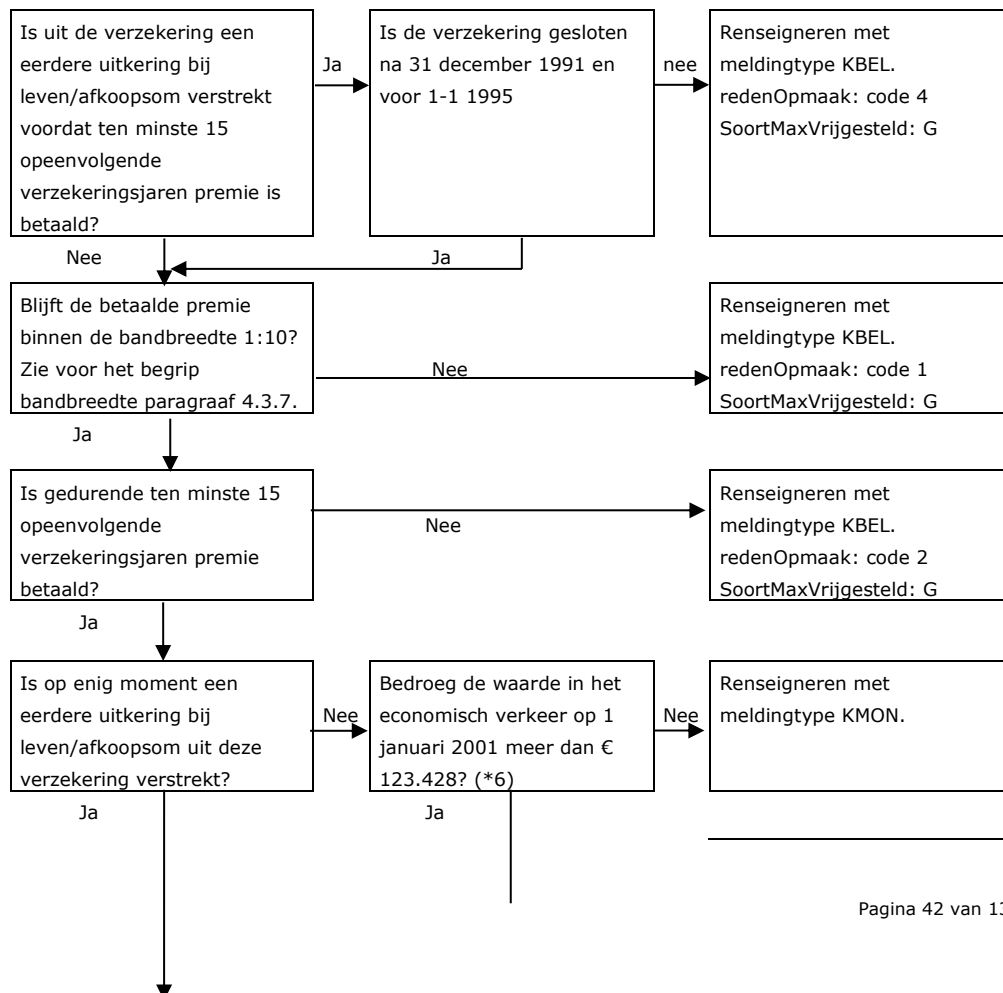 Is uit de verzekering een
eerdere uitkering bij
leven/afkoopsom verstrekt
voordat ten minste 15
opeenvolgende
verzekeringsjaren premie is
betaald?
Ja
Is de verzekering gesloten
na 31 december 1991 en
voor 1-1 1995
nee
Renseigneren met
meldingtype KBEL.
redenOpmaak: code 4
SoortMaxVrijgesteld: G
Nee
Ja
Blijft de betaalde premie
binnen de bandbreedte 1:10?
Zie voor het begrip
bandbreedte paragraaf 4.3.7.
Nee
Renseigneren met
meldingtype KBEL.
redenOpmaak: code 1
SoortMaxVrijgesteld: G
Ja
Is gedurende ten minste 15
opeenvolgende
verzekeringsjaren premie
betaald?
Nee
Renseigneren met
meldingtype KBEL.
redenOpmaak: code 2
SoortMaxVrijgesteld: G
Ja
Is op enig moment een
eerdere uitkering bij
leven/afkoopsom uit deze
verzekering verstrekt?
Nee
Bedroeg de waarde in het
economisch verkeer op 1
januari 2001 meer dan €
123.428? (*6)
Nee
Renseigneren met
meldingtype KMON.
Ja
Ja
Pagina 42 van 13